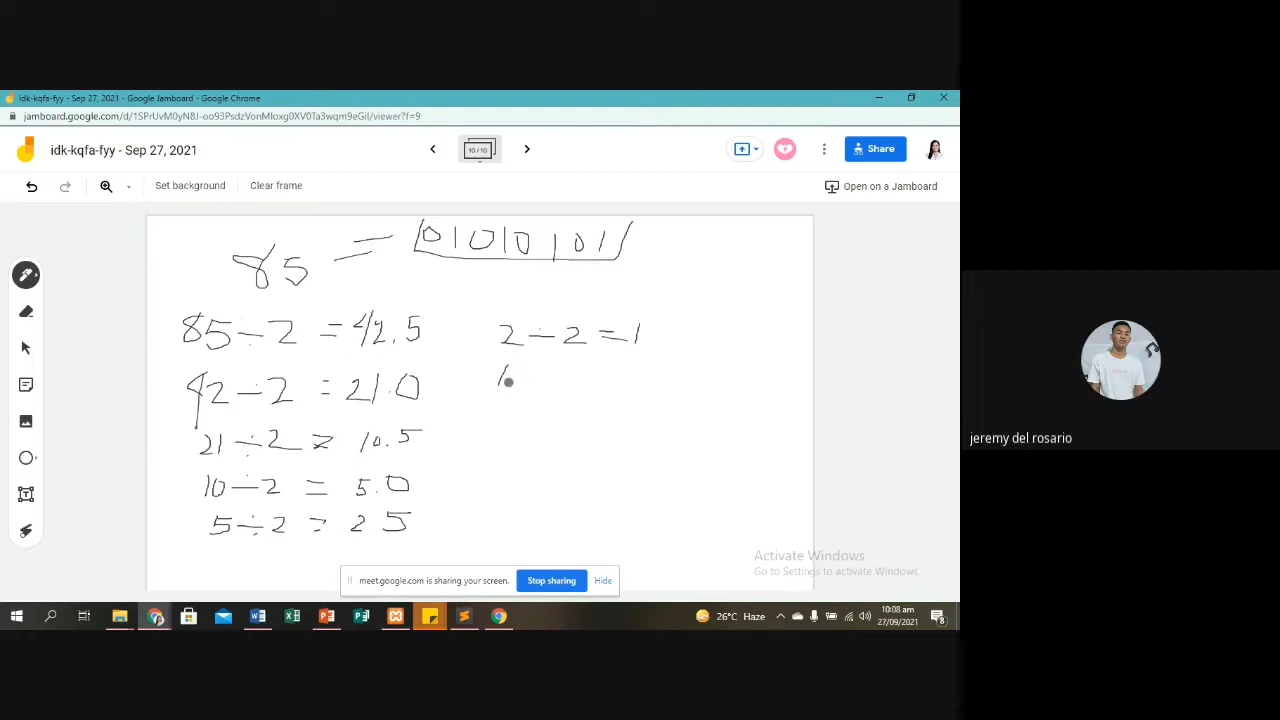 idk-kqfa-fyy - Sep 27, 2021 - Google Jamboard - Google Chrome
jamboard.google.com/d/1SPrUvM0yN8J-oo93PsdzVonMIoxg0XV0Ta3wqm9eGiI/viewer?f=9
idk-kqfa-fyy - Sep 27, 2021
10 / 10
Share
Set background
Clear frame
Open on a Jamboard
85 = 01010101
85 ÷ 2 = 42.5
2 ÷ 2 = 1
42 ÷ 2 = 21.0
21 ÷ 2 = 10.5
10 ÷ 2 = 5.0
5 ÷ 2 = 2 5
jeremy del rosario
Activate Windows
Go to Settings to activate Windows.
meet.google.com is sharing your screen.
Stop sharing
Hide
26°C Haze
10:08 am
27/09/2021
8